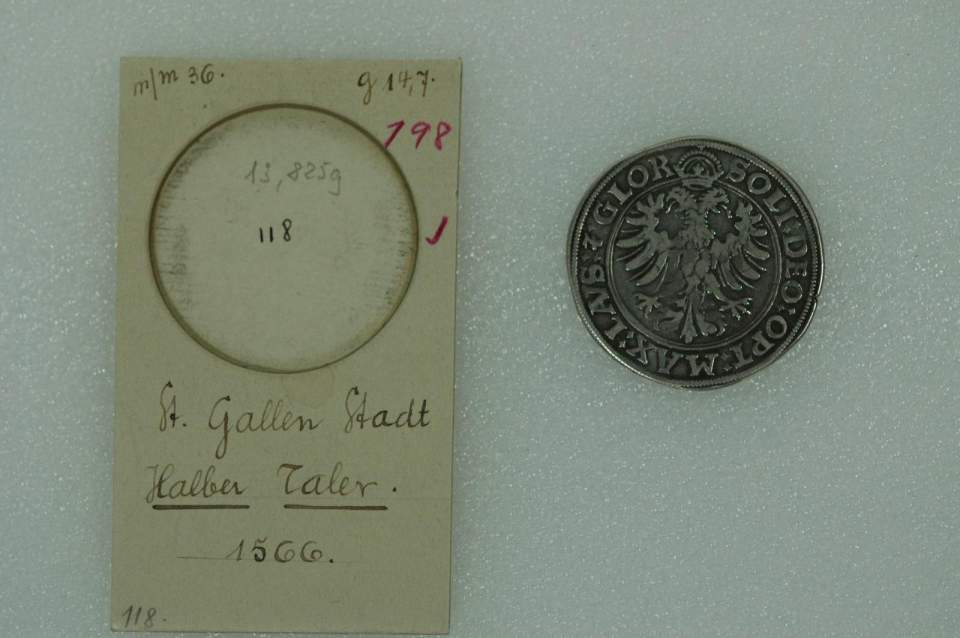 m/m 36. g 14,7.
198
13,825g
118
St. Gallen Stadt
Halber Taler.
1566.
118.
SOLI:DEO:OPT:MAX:LAVS:Z:GLOR